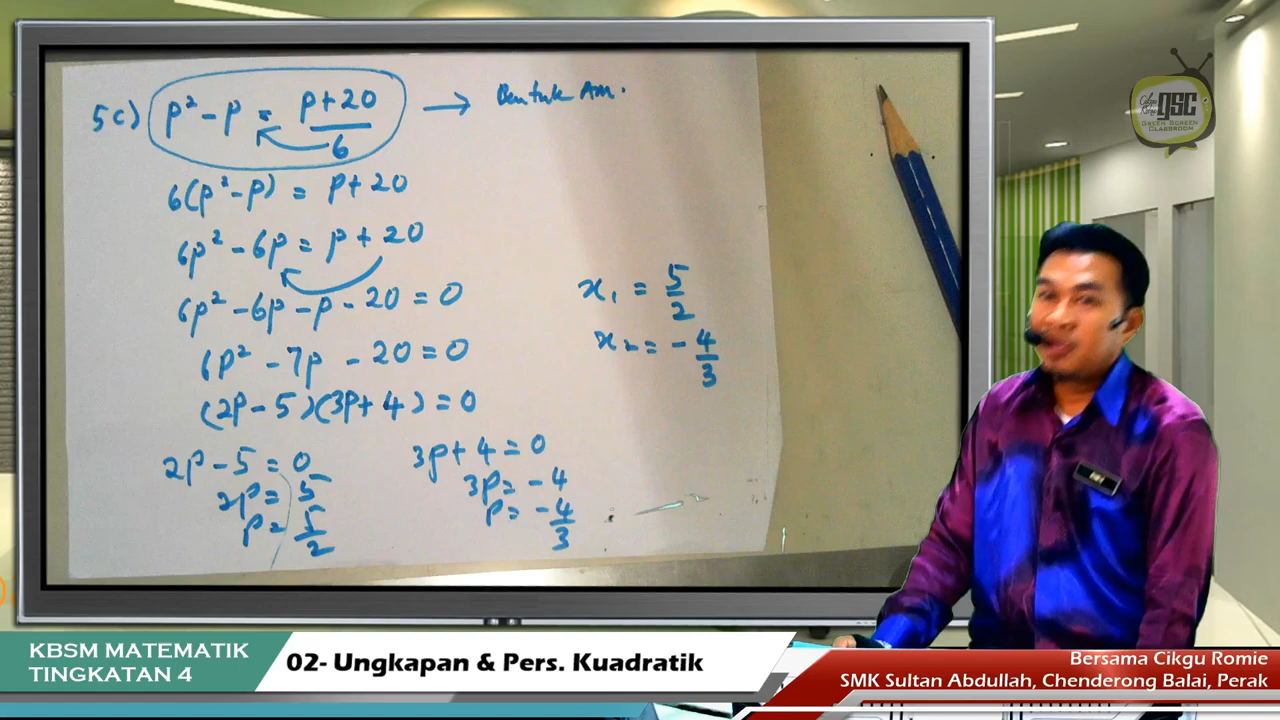 5c) p² - p = p+20/6 → Bentuk Am.
6(p² - p) = p + 20
6p² - 6p = p + 20
6p² - 6p - p - 20 = 0
6p² - 7p - 20 = 0
(2p - 5)(3p + 4) = 0
2p - 5 = 0
2p = 5
p = 5/2
3p + 4 = 0
3p = -4
p = -4/3
x₁ = 5/2
x₂ = -4/3
Cikgu Romie GSC
GREEN SCREEN
CLASSROOM
KBSM MATEMATIK
TINGKATAN 4
02- Ungkapan & Pers. Kuadratik
Bersama Cikgu Romie
SMK Sultan Abdullah, Chenderong Balai, Perak